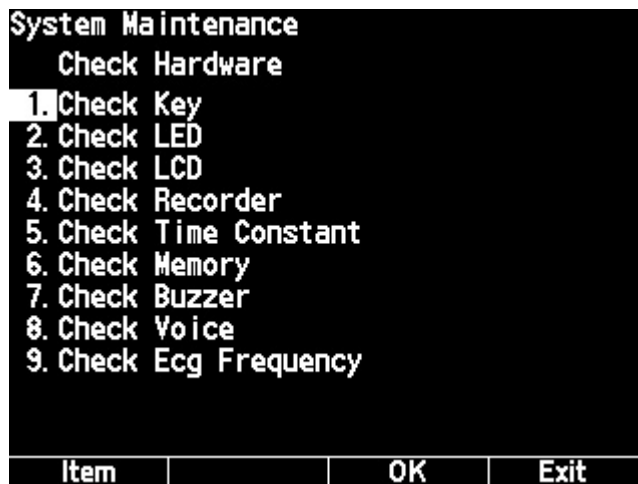 System Maintenance
Check Hardware
1. Check Key
2. Check LED
3. Check LCD
4. Check Recorder
5. Check Time Constant
6. Check Memory
7. Check Buzzer
8. Check Voice
9. Check Ecg Frequency
Item OK Exit